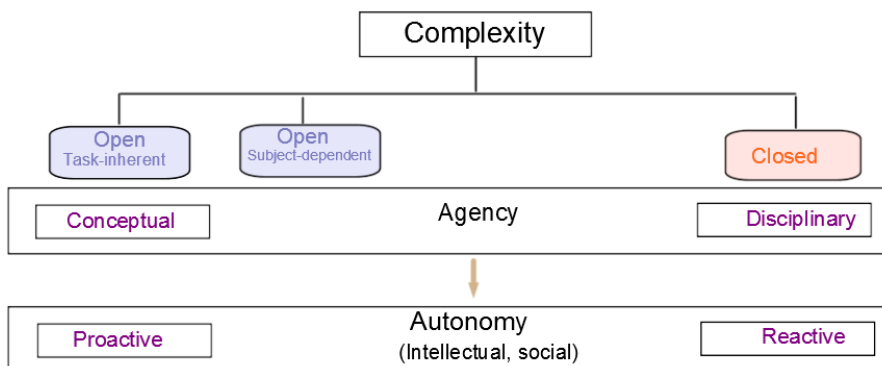 Complexity
Open
Task-inherent
Open
Subject-dependent
Closed
Conceptual
Agency
Disciplinary
Proactive
Autonomy
(Intellectual, social)
Reactive